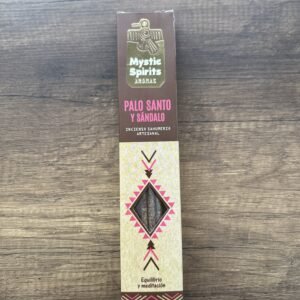 Mystic
Spirits
AROMAS
PALO SANTO
Y SÁNDALO
INCIENSO SAHUMERIO
ARTESANAL
Equilibrio
y meditación